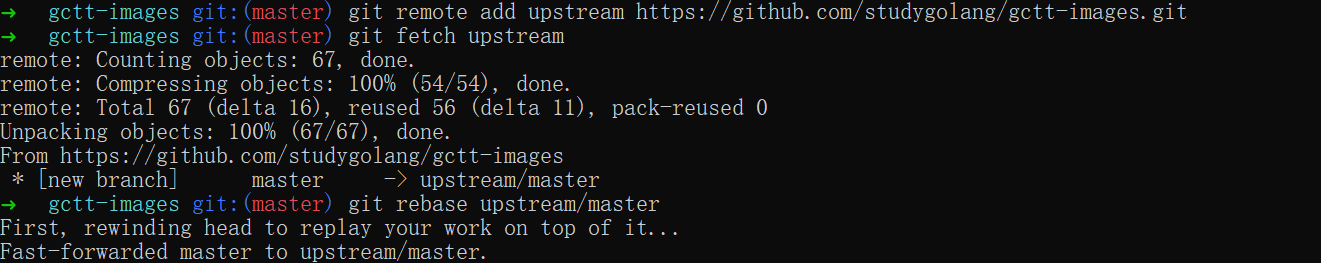 → gctt-images git:(master) git remote add upstream https://github.com/studygolang/gctt-images.git
→ gctt-images git:(master) git fetch upstream
remote: Counting objects: 67, done.
remote: Compressing objects: 100% (54/54), done.
remote: Total 67 (delta 16), reused 56 (delta 11), pack-reused 0
Unpacking objects: 100% (67/67), done.
From https://github.com/studygolang/gctt-images
 * [new branch]      master     -> upstream/master
→ gctt-images git:(master) git rebase upstream/master
First, rewinding head to replay your work on top of it...
Fast-forwarded master to upstream/master.